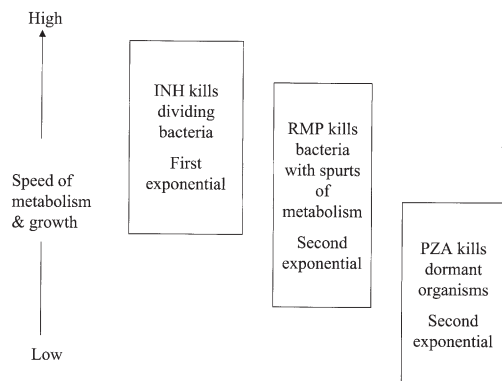 High
Speed of
metabolism
& growth
Low
INH kills
dividing
bacteria
First
exponential
RMP kills
bacteria
with spurts
of
metabolism
Second
exponential
PZA kills
dormant
organisms
Second
exponential